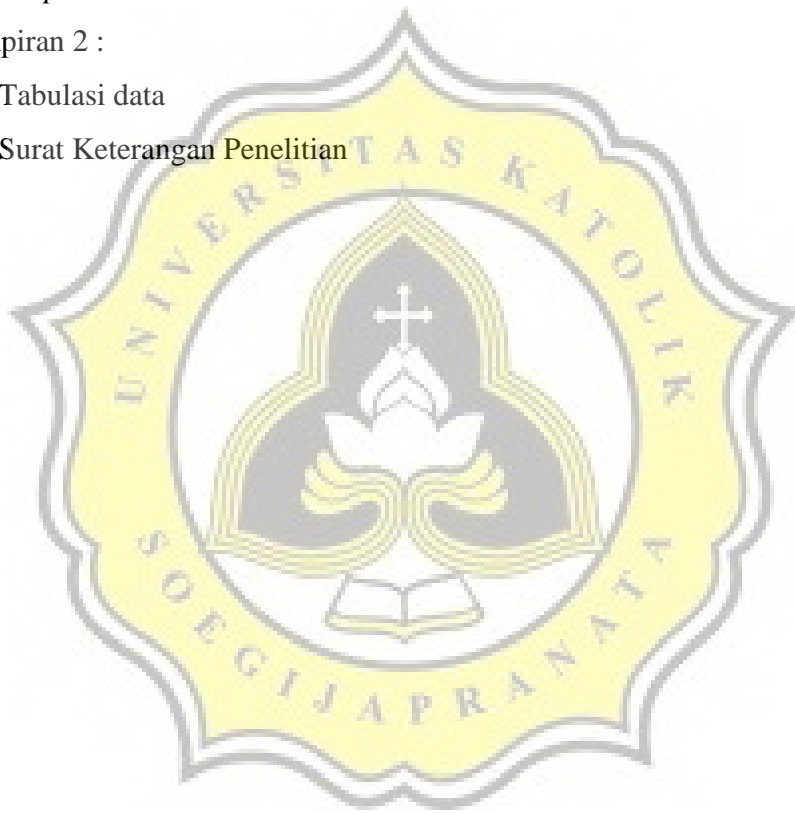 piran 2 :
Tabulasi data
Surat Keterangan Penelitian
UNIVERSITAS KATOLIK
SOEGIJAPRANATA